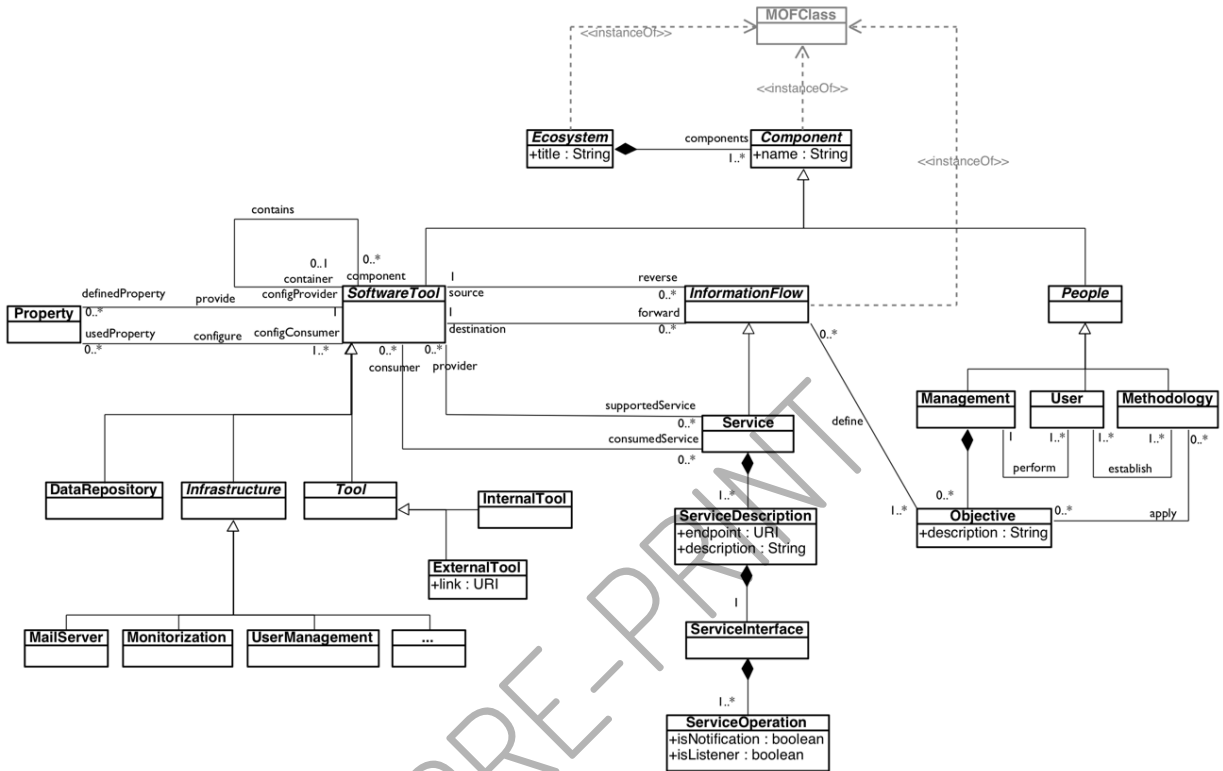 MOFClass
<<instanceOf>>
<<instanceOf>>
<<instanceOf>>
Ecosystem
+title : String
components
1..*
Component
+name : String
contains
0..1
0..*
container
component
definedProperty
provide
configProvider
0..*
1
Property
usedProperty
configure
configConsumer
0..*
1..*
SoftwareTool
1
source
reverse
0..*
1
destination
forward
0..*
InformationFlow
People
0..*
consumer
0..*
provider
0..*
supportedService
0..*
consumedService
0..*
Service
define
Management
User
Methodology
1
1..*
1..*
1..*
0..*
perform
establish
DataRepository
Infrastructure
Tool
InternalTool
1..*
0..*
1..*
0..*
apply
ServiceDescription
+endpoint : URI
+description : String
Objective
+description : String
ExternalTool
+link : URI
1
MailServer
Monitorization
UserManagement
...
ServiceInterface
1..*
ServiceOperation
+isNotification : boolean
+isListener : boolean
PRE-PRINT